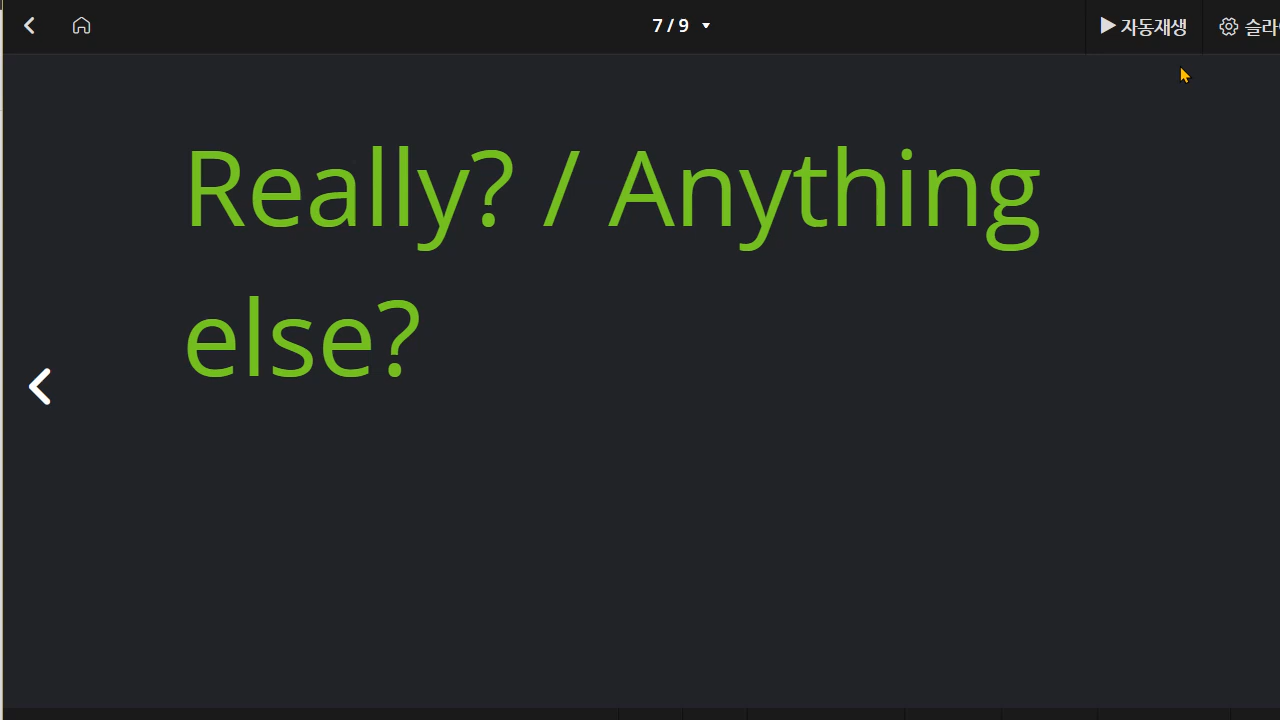 7 / 9
자동재생
Really? / Anything
else?